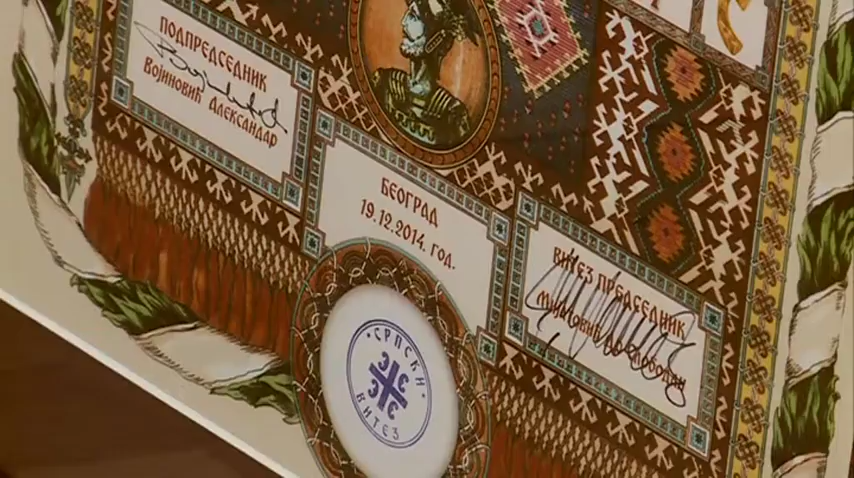 ПОДПРЕДСЕДНИК
Војиновић Александар
БЕОГРАД
19.12.2014. год.
ВИТЕЗ ПРЕДСЕДНИК
СРПСКИ
ВИТЕЗ